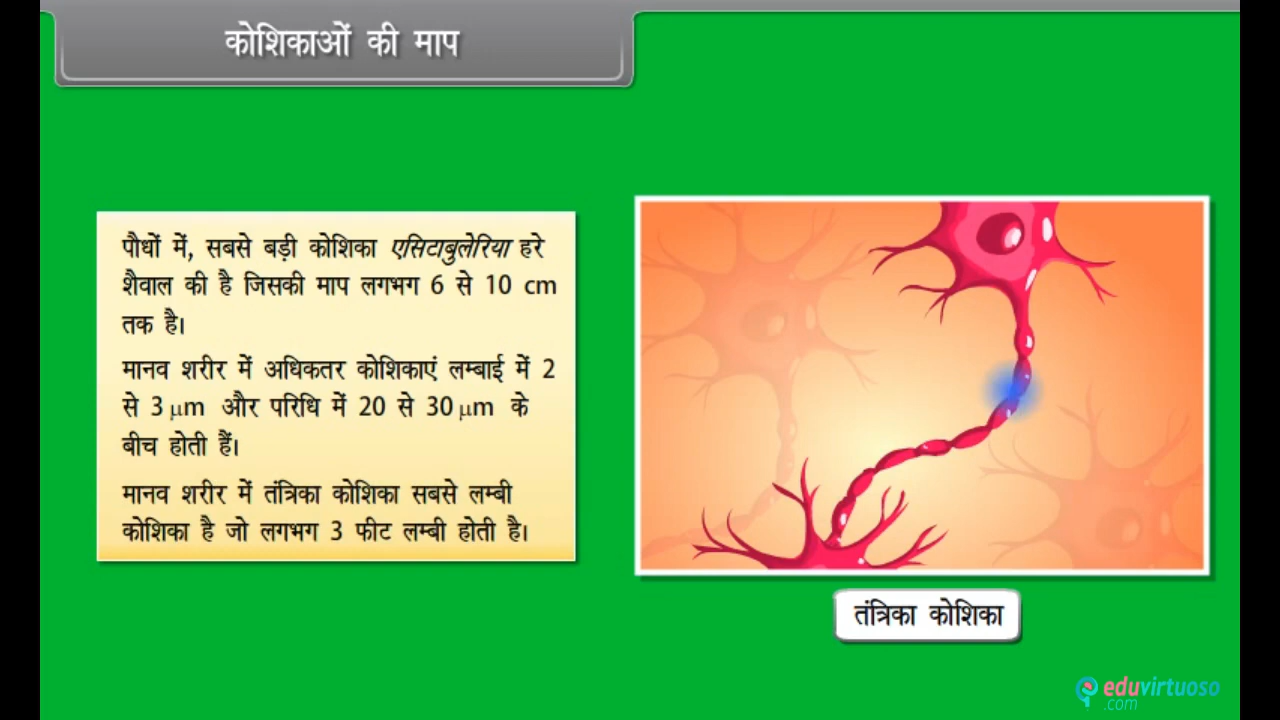 कोशिकाओं की माप
पौधों में, सबसे बड़ी कोशिका एसिटाबुलेरिया हरे
शैवाल की है जिसकी माप लगभग 6 से 10 cm
तक है।
मानव शरीर में अधिकतर कोशिकाएं लम्बाई में 2
से 3 μm और परिधि में 20 से 30 μm के
बीच होती हैं।
मानव शरीर में तंत्रिका कोशिका सबसे लम्बी
कोशिका है जो लगभग 3 फीट लम्बी होती है।
तंत्रिका कोशिका
eduvirtuoso
.com